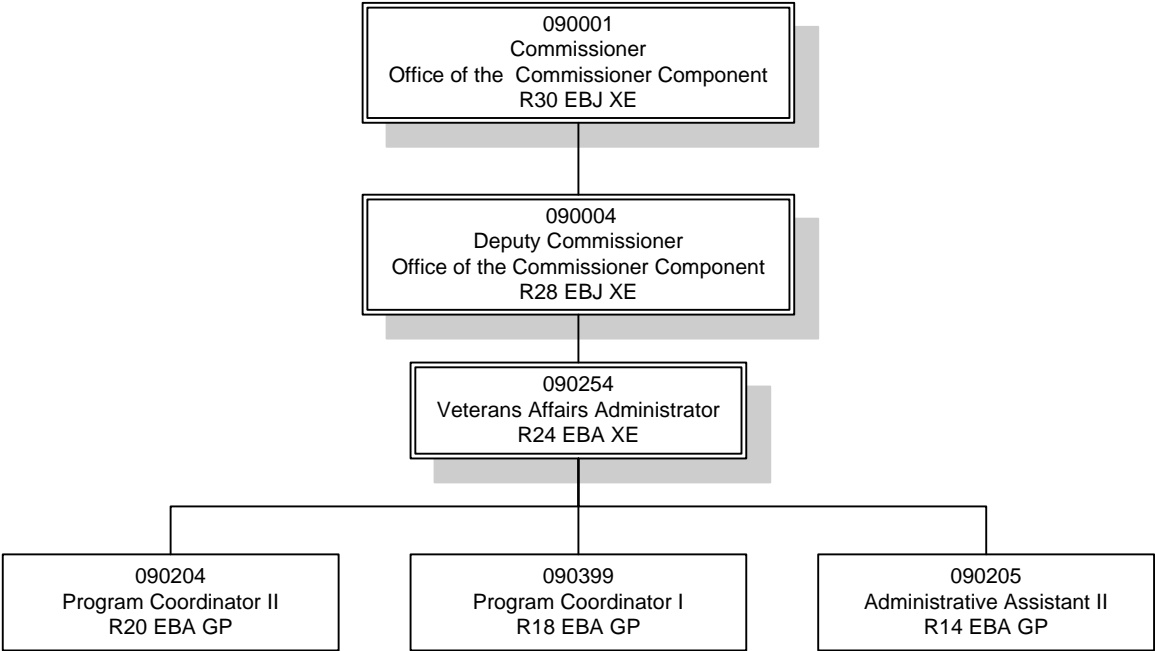 090001
Commissioner
Office of the  Commissioner Component
R30 EBJ XE
090004
Deputy Commissioner
Office of the Commissioner Component
R28 EBJ XE
090254
Veterans Affairs Administrator
R24 EBA XE
090204
Program Coordinator II
R20 EBA GP
090399
Program Coordinator I
R18 EBA GP
090205
Administrative Assistant II
R14 EBA GP